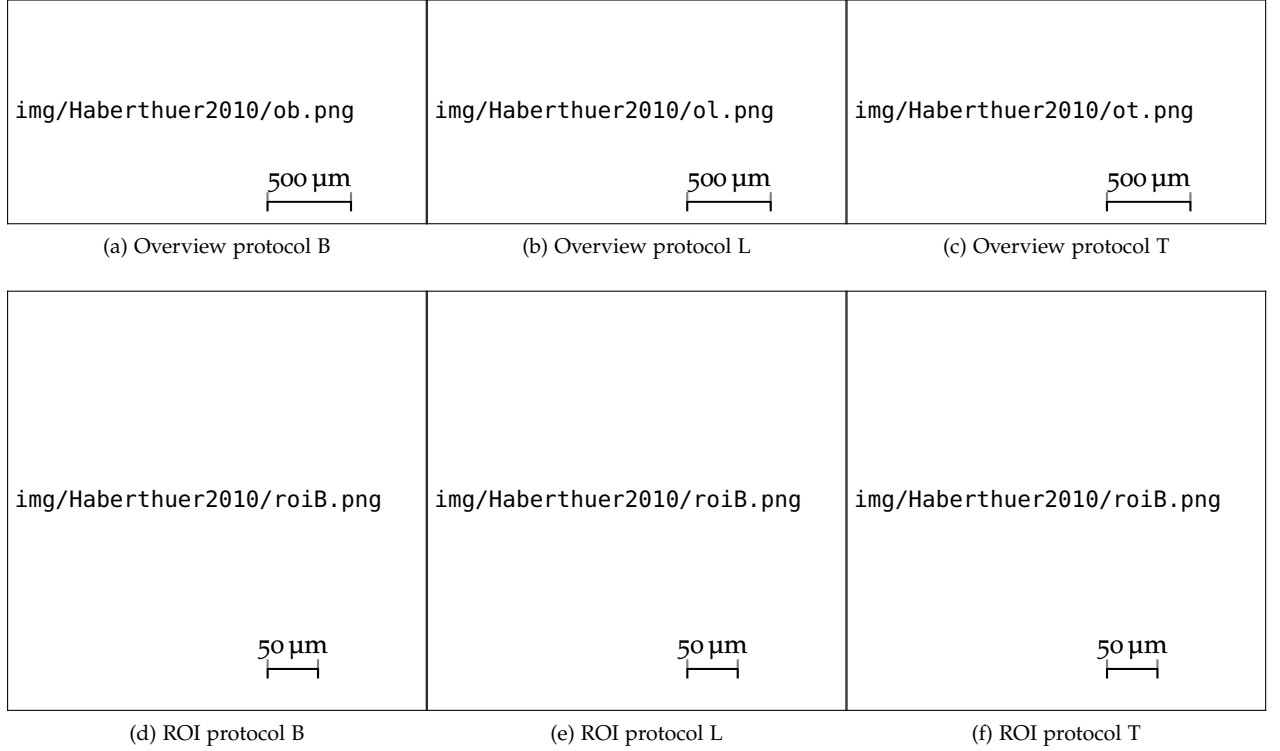 img/Haberthuer2010/ob.png
500 µm
(a) Overview protocol B
img/Haberthuer2010/ol.png
500 µm
(b) Overview protocol L
img/Haberthuer2010/ot.png
500 µm
(c) Overview protocol T
img/Haberthuer2010/roiB.png
50 µm
(d) ROI protocol B
img/Haberthuer2010/roiB.png
50 µm
(e) ROI protocol L
img/Haberthuer2010/roiB.png
50 µm
(f) ROI protocol T